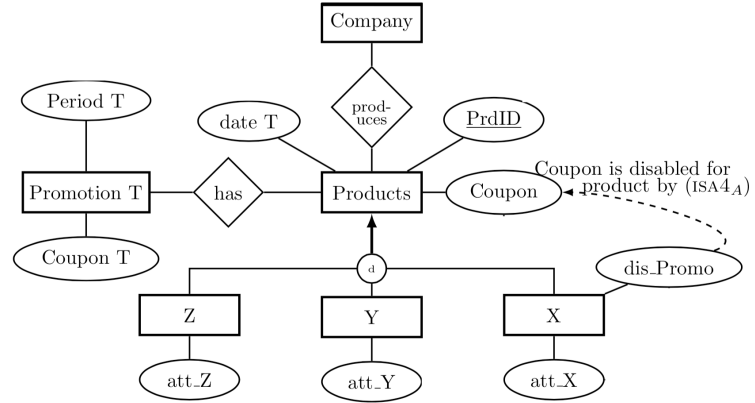 Company
prod-
uces
Period T
date T
PrdID
Coupon is disabled for
product by (ISA4A)
Promotion T
has
Products
Coupon
Coupon T
dis_Promo
d
Z
Y
X
att_Z
att_Y
att_X